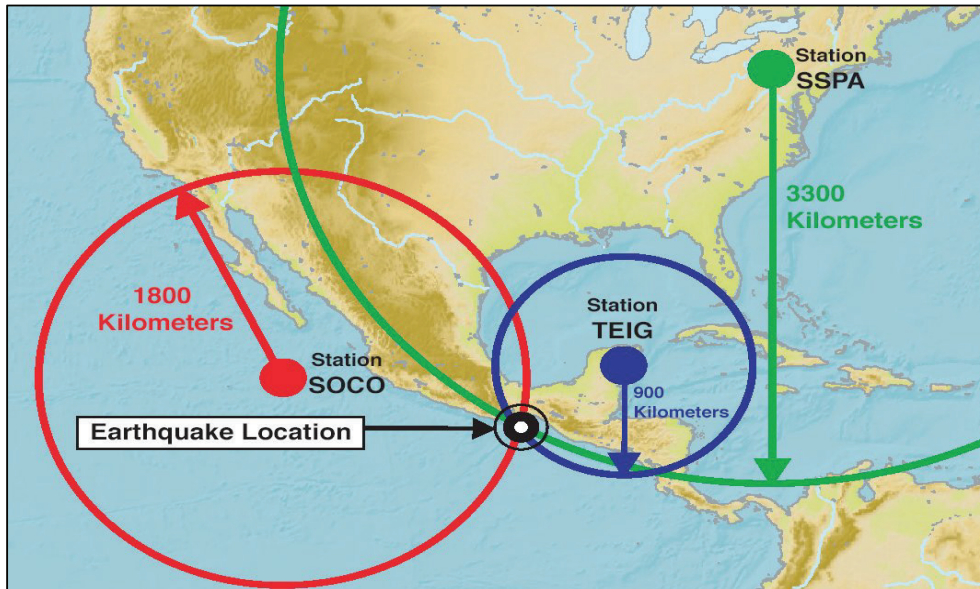 Station
SSPA
3300
Kilometers
1800
Kilometers
Station
SOCO
Station
TEIG
900
Kilometers
Earthquake Location